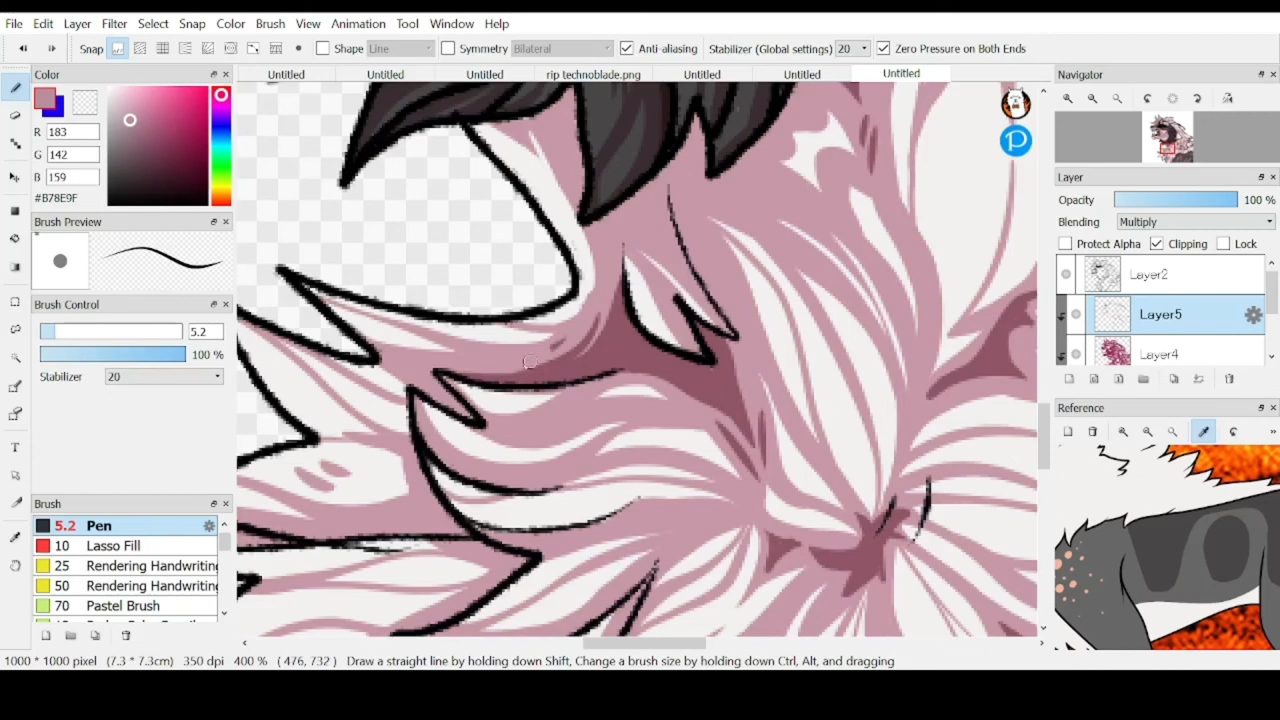 File Edit Layer Filter Select Snap Color Brush View Animation Tool Window Help
Snap Shape Line Symmetry Bilateral Anti-aliasing Stabilizer (Global settings) 20 Zero Pressure on Both Ends
Color
Untitled Untitled Untitled rip technoblade.png Untitled Untitled Untitled
Navigator
R 183
G 142
B 159
#B78E9F
Brush Preview
Brush Control
5.2
100 %
Stabilizer 20
Brush
5.2 Pen
10 Lasso Fill
25 Rendering Handwriting
50 Rendering Handwriting
70 Pastel Brush
Layer
Opacity 100 %
Blending Multiply
Protect Alpha Clipping Lock
Layer2
Layer5
Layer4
Reference
1000 * 1000 pixel (7.3 * 7.3cm) 350 dpi 400 % ( 476, 732 ) Draw a straight line by holding down Shift, Change a brush size by holding down Ctrl, Alt, and dragging